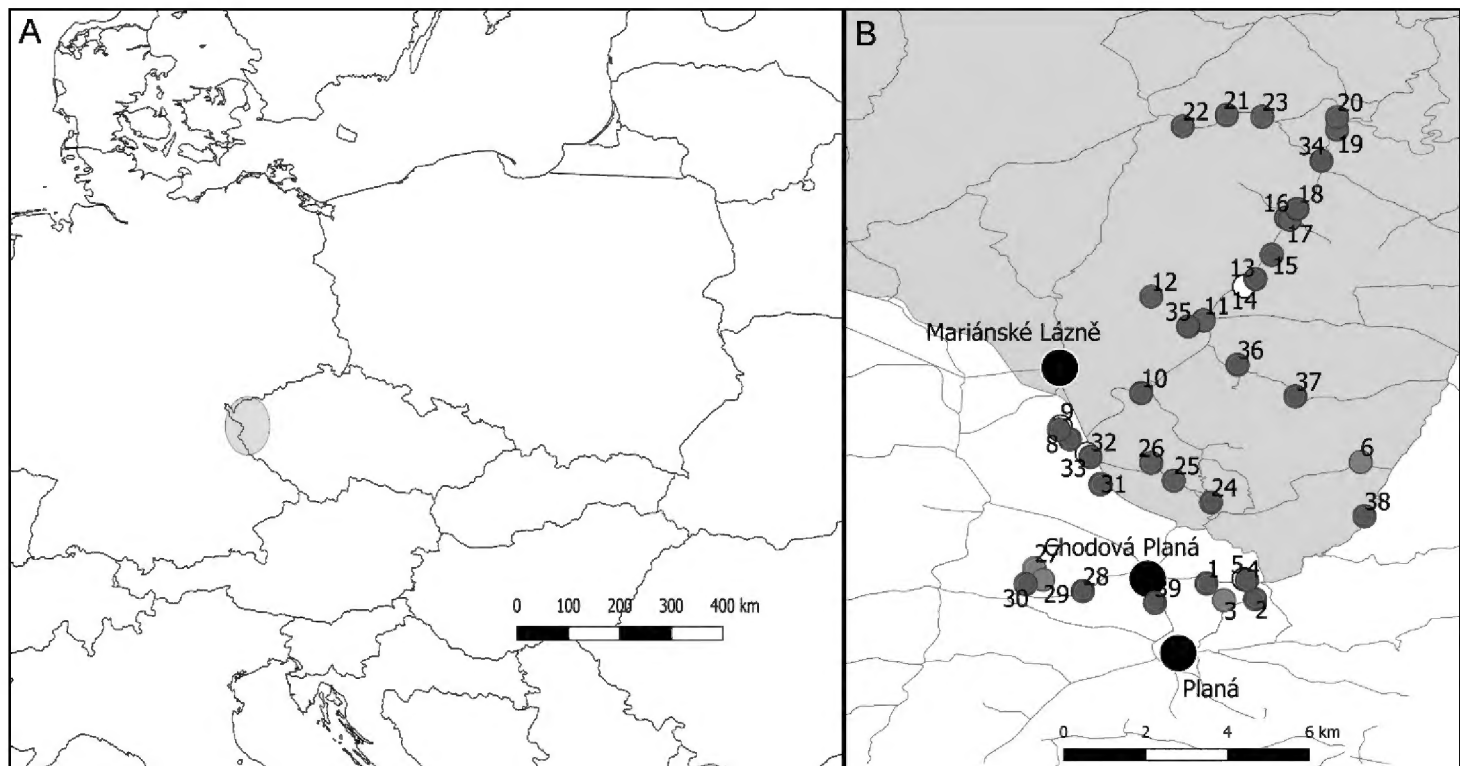 A
0 100 200 300 400 km
B
22 21 23 20
19
34
16 18
17
13 15
12 14
35 11
Mariánské Lázně
36
10 37
9
8 32 26 6
33 25
31 24
38
27 Chodová Planá 5 4
30 29 28 39 1 3 2
Planá
0 2 4 6 km